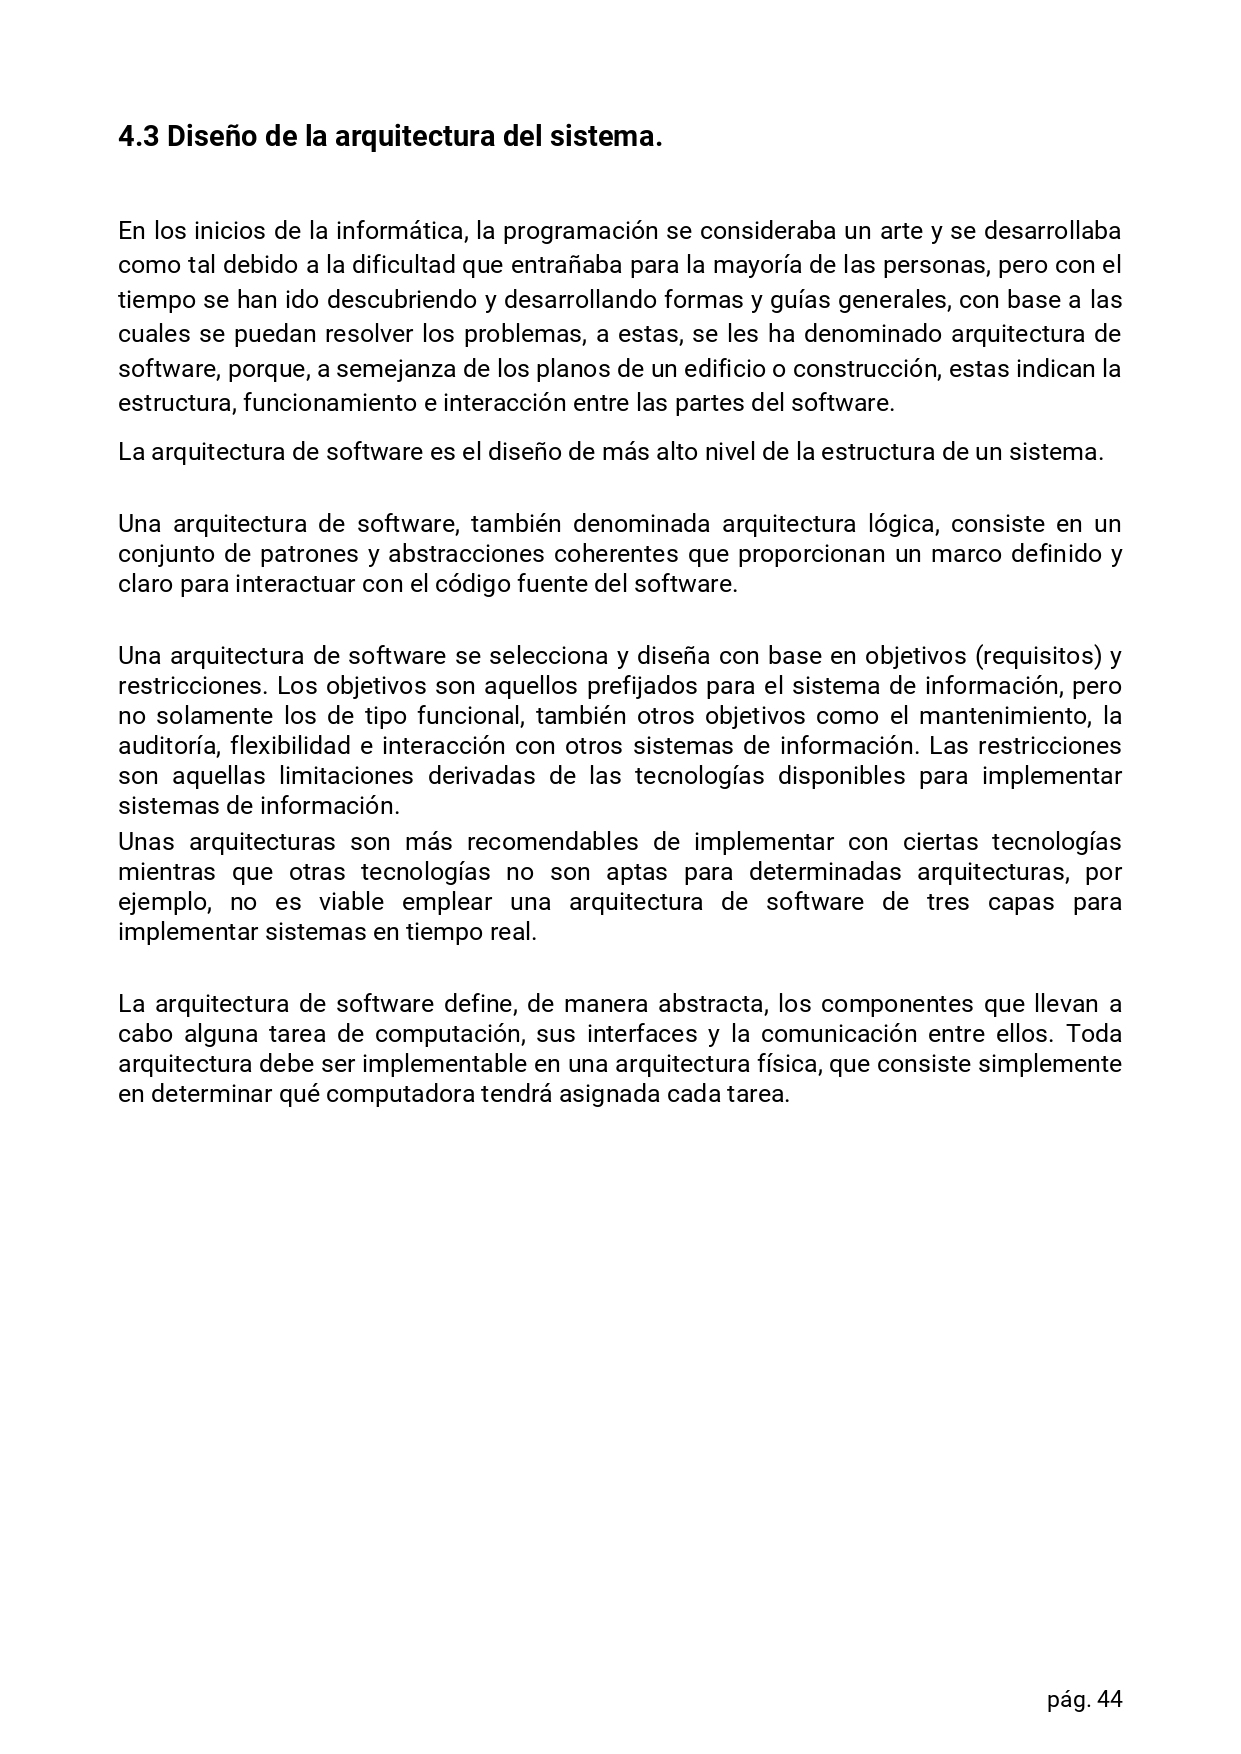 4.3 Diseño de la arquitectura del sistema.
En los inicios de la informática, la programación se consideraba un arte y se desarrollaba
como tal debido a la dificultad que entrañaba para la mayoría de las personas, pero con el
tiempo se han ido descubriendo y desarrollando formas y guías generales, con base a las
cuales se puedan resolver los problemas, a estas, se les ha denominado arquitectura de
software, porque, a semejanza de los planos de un edificio o construcción, estas indican la
estructura, funcionamiento e interacción entre las partes del software.
La arquitectura de software es el diseño de más alto nivel de la estructura de un sistema.
Una arquitectura de software, también denominada arquitectura lógica, consiste en un
conjunto de patrones y abstracciones coherentes que proporcionan un marco definido y
claro para interactuar con el código fuente del software.
Una arquitectura de software se selecciona y diseña con base en objetivos (requisitos) y
restricciones. Los objetivos son aquellos prefijados para el sistema de información, pero
no solamente los de tipo funcional, también otros objetivos como el mantenimiento, la
auditoría, flexibilidad e interacción con otros sistemas de información. Las restricciones
son aquellas limitaciones derivadas de las tecnologías disponibles para implementar
sistemas de información.
Unas arquitecturas son más recomendables de implementar con ciertas tecnologías
mientras que otras tecnologías no son aptas para determinadas arquitecturas, por
ejemplo, no es viable emplear una arquitectura de software de tres capas para
implementar sistemas en tiempo real.
La arquitectura de software define, de manera abstracta, los componentes que llevan a
cabo alguna tarea de computación, sus interfaces y la comunicación entre ellos. Toda
arquitectura debe ser implementable en una arquitectura física, que consiste simplemente
en determinar qué computadora tendrá asignada cada tarea.
pág. 44